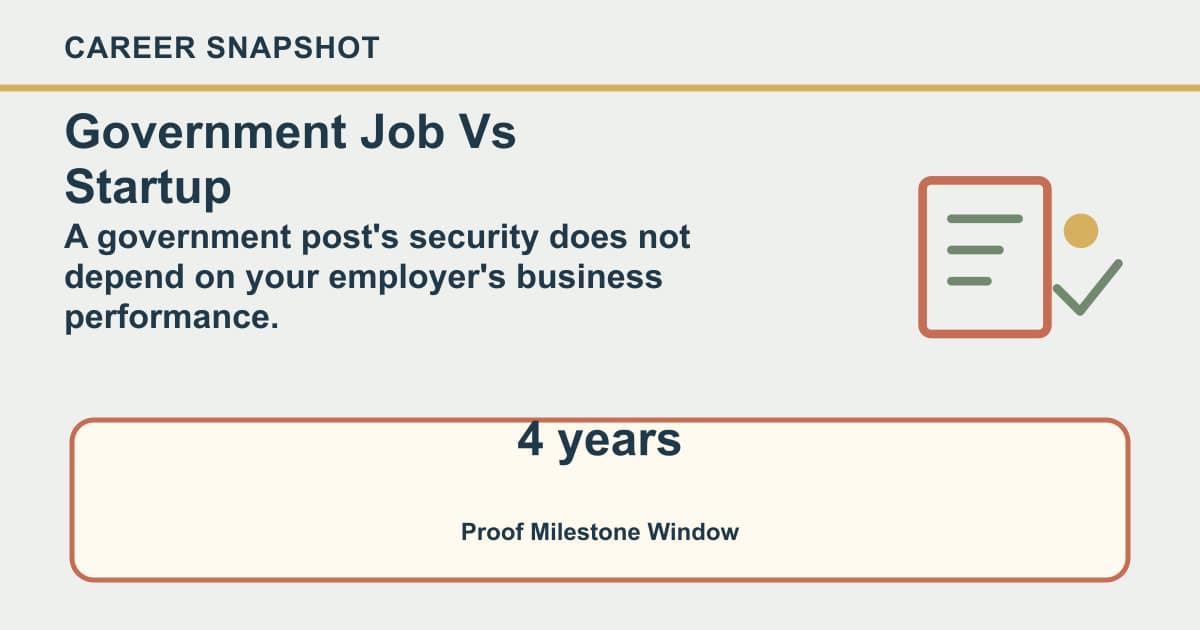 CAREER SNAPSHOT
Government Job Vs
Startup
A government post's security does not
depend on your employer's business
performance.
4 years
Proof Milestone Window